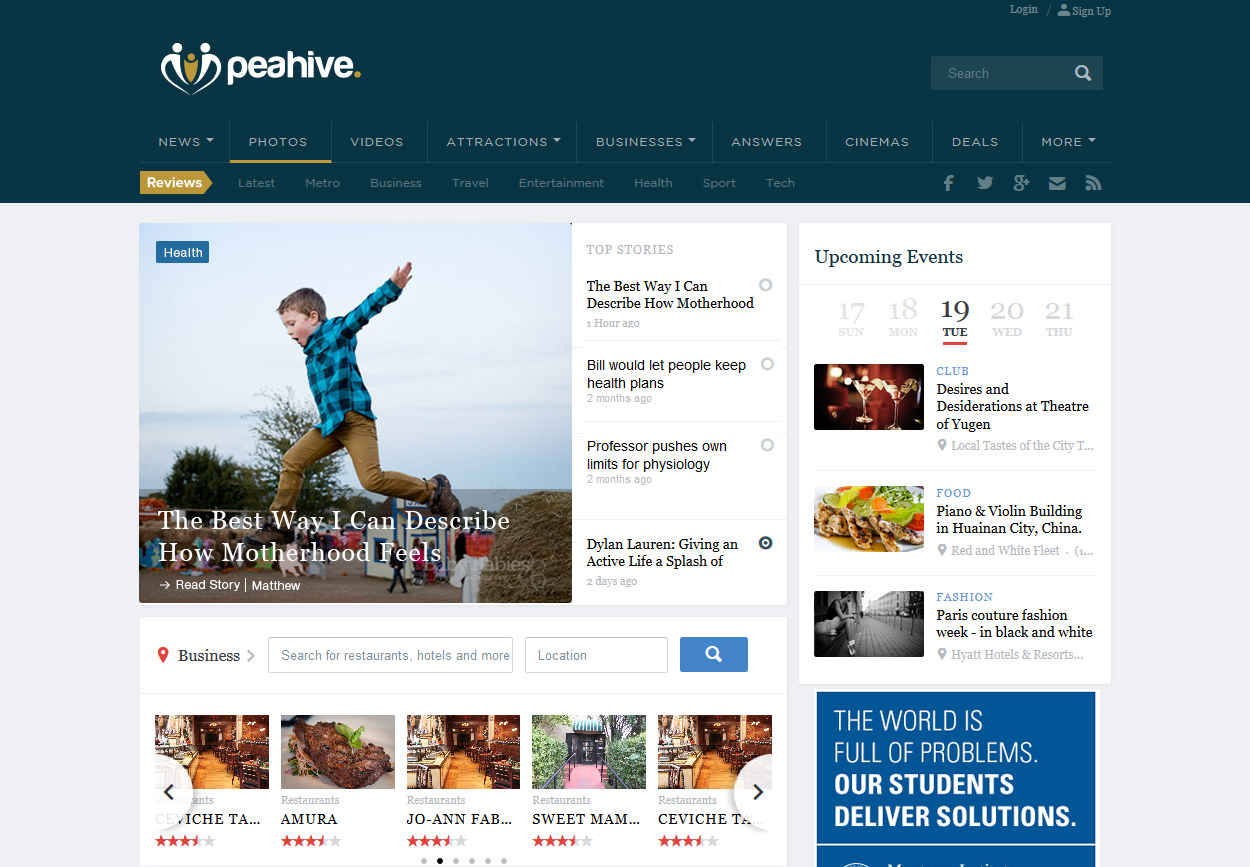 Login / Sign Up
peahive.
Search
NEWS PHOTOS VIDEOS ATTRACTIONS BUSINESSES ANSWERS CINEMAS DEALS MORE
Reviews Latest Metro Business Travel Entertainment Health Sport Tech
Health
The Best Way I Can Describe
How Motherhood Feels
Read Story | Matthew
TOP STORIES
The Best Way I Can
Describe How Motherhood
1 Hour ago
Bill would let people keep
health plans
2 months ago
Professor pushes own
limits for physiology
2 months ago
Dylan Lauren: Giving an
Active Life a Splash of
2 days ago
Upcoming Events
17 18 19 20 21
SUN MON TUE WED THU
CLUB
Desires and
Desiderations at Theatre
of Yugen
Local Tastes of the City T...
FOOD
Piano & Violin Building
in Huainan City, China.
Red and White Fleet . (1...
FASHION
Paris couture fashion
week - in black and white
Hyatt Hotels & Resorts...
Business
Search for restaurants, hotels and more
Location
Restaurants Restaurants Restaurants Restaurants
CEVICHE TA... AMURA JO-ANN FAB... SWEET MAM... CEVICHE TA...
THE WORLD IS
FULL OF PROBLEMS.
OUR STUDENTS
DELIVER SOLUTIONS.